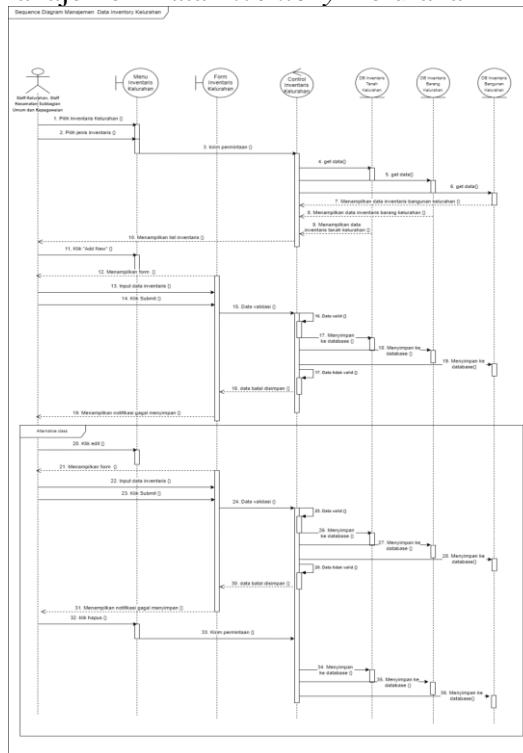 Sequence Diagram Manajemen Data Inventory Kelurahan
Staff Kelurahan, Staff
Kecamatan Subbagian
Umum dan Kepegawaian
Menu
Inventaris
Kelurahan
Form
Inventaris
Kelurahan
Control
Inventaris
Kelurahan
DB Inventaris
Tanah
Kelurahan
DB Inventaris
Barang
Kelurahan
DB Inventaris
Bangunan
Kelurahan
1. Pilih Inventaris Kelurahan ()
2. Pilih jenis inventaris ()
3. Kirim permintaan ()
4. get data()
5. get data()
6. get data()
7. Menampilkan data inventaris bangunan kelurahan ()
8. Menampilkan data inventaris barang kelurahan ()
9. Menampilkan data
inventaris tanah kelurahan ()
10. Menampilkan list inventaris ()
11. Klik "Add New" ()
12. Menampilkan form ()
13. Input data inventaris ()
14. Klik Submit ()
15. Data validasi ()
16. Data valid ()
17. Menyimpan
ke database ()
18. Menyimpan ke
database ()
19. Menyimpan ke
database()
17. Data tidak valid ()
18. data batal disimpan ()
19. Menampilkan notifikasi gagal menyimpan ()
Alternative class
20. Klik edit ()
21. Menampilkan form ()
22. Input data inventaris ()
23. Klik Submit ()
24. Data validasi ()
25. Data valid ()
26. Menyimpan
ke database ()
27. Menyimpan ke
database ()
28. Menyimpan ke
database()
29. Data tidak valid ()
30. data batal disimpan ()
31. Menampilkan notifikasi gagal menyimpan ()
32. Klik hapus ()
33. Kirim permintaan ()
34. Menyimpan
ke database ()
35. Menyimpan ke
database ()
36. Menyimpan ke
database()